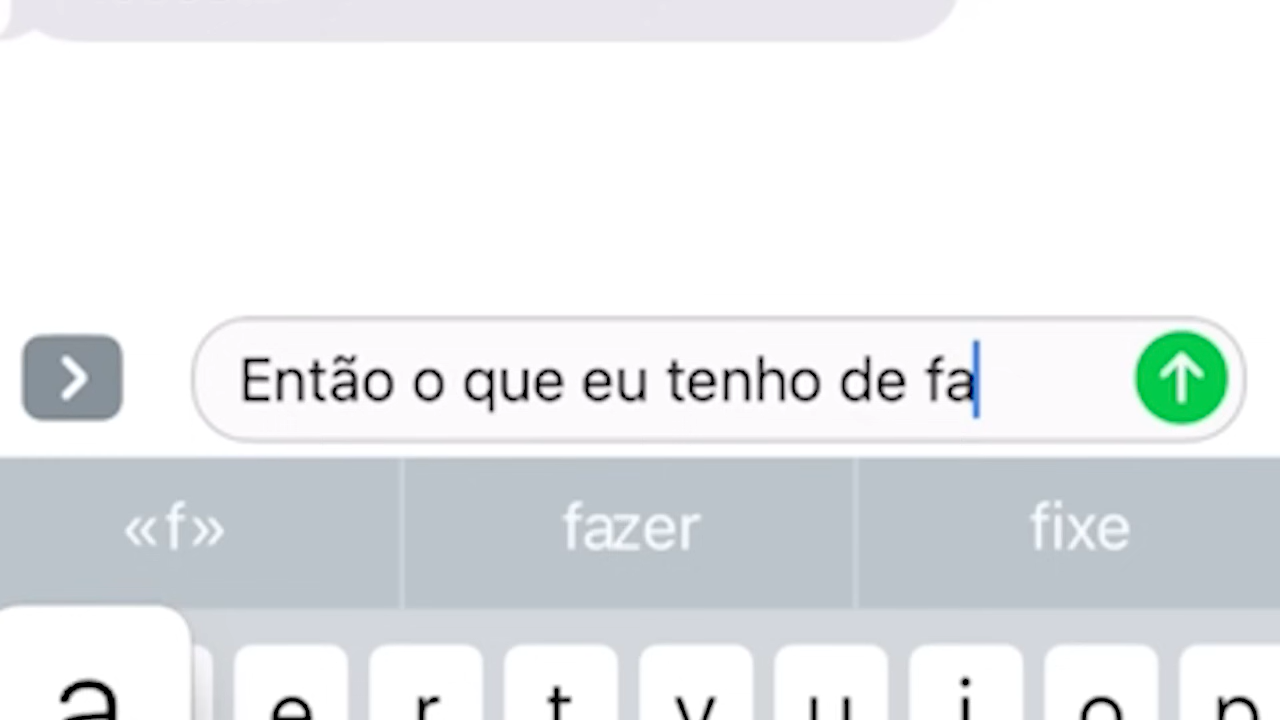 Então o que eu tenho de fa
«f» fazer fixe
a e r t y u i o p